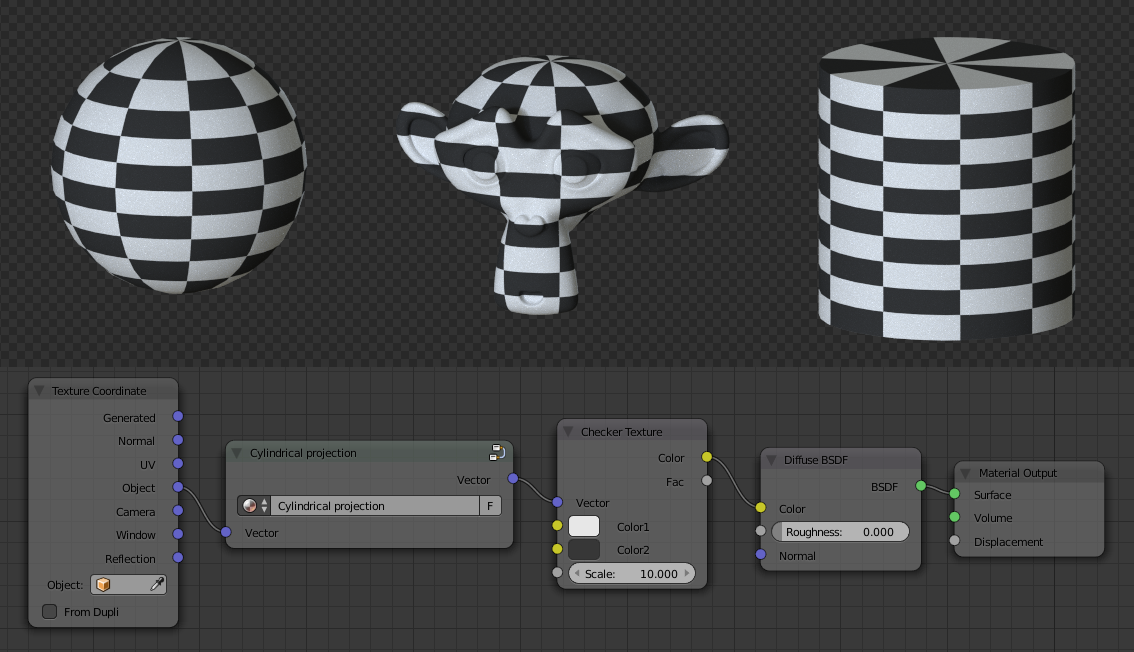 Texture Coordinate
Generated
Normal
UV
Object
Camera
Window
Reflection
Object:
From Dupli
Cylindrical projection
Vector
Cylindrical projection F
Vector
Checker Texture
Color
Fac
Vector
Color1
Color2
Scale: 10.000
Diffuse BSDF
BSDF
Color
Roughness: 0.000
Normal
Material Output
Surface
Volume
Displacement